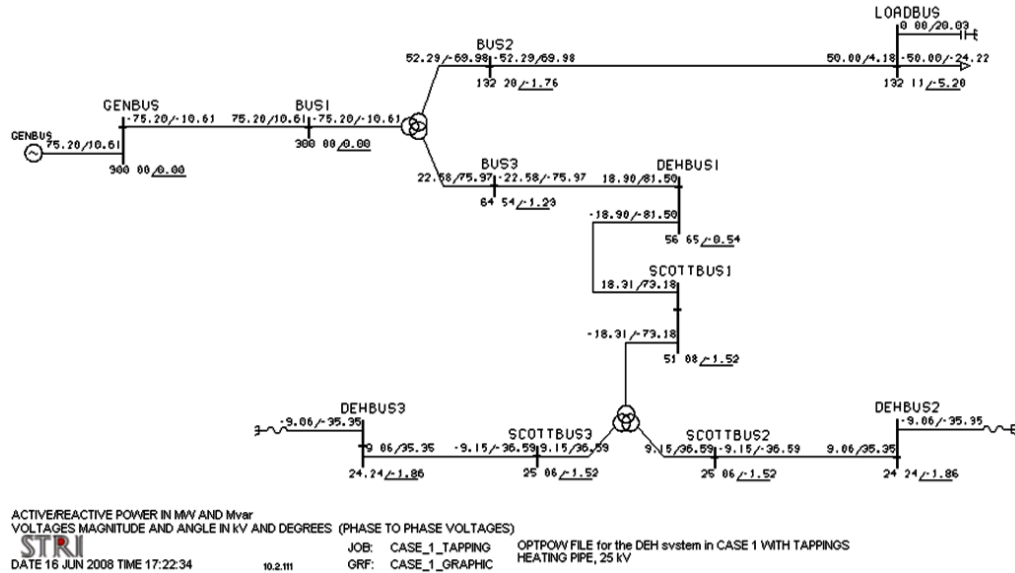 LOADBUS
0 00/20.03
BUS2
52.29/-69.98 -52.29/69.98
50.00/4.18 -50.00/-24.22
132 20/-1.76
132 11/-5.20
GENBUS
BUS1
-75.20/-10.61
75.20/10.61 -75.20/-10.61
GENBUS
75.20/10.61
300 00/0.00
300 00/0.00
BUS3
DEHBUS1
22.58/75.97 -22.58/-75.97
18.90/81.50
64 54/-1.23
-18.90/-81.50
56 65/-0.54
SCOTTBUS1
18.31/73.18
-18.31/-73.18
51 08/-1.52
DEHBUS3
DEHBUS2
-9.06/-35.35
-9.06/-35.35
SCOTTBUS3
SCOTTBUS2
9 06/35.35
-9.15/-36.59 9.15/36.59
9.15/36.59 -9.15/-36.59
9.06/35.35
24.24/-1.86
25 06/-1.52
25 06/-1.52
24 24/-1.86
ACTIVE/REACTIVE POWER IN MW AND Mvar
VOLTAGES MAGNITUDE AND ANGLE IN kV AND DEGREES (PHASE TO PHASE VOLTAGES)
STRI
JOB: CASE_1_TAPPING OPTPOW FILE for the DEH system in CASE 1 WITH TAPPINGS
DATE 16 JUN 2008 TIME 17:22:34 10.2.111 GRF: CASE_1_GRAPHIC HEATING PIPE, 25 kV